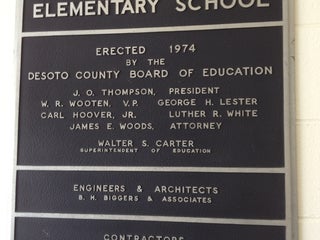 ELEMENTARY SCHOOL
ERECTED 1974
BY THE
DESOTO COUNTY BOARD OF EDUCATION
J. O. THOMPSON, PRESIDENT
W. R. WOOTEN, V.P. GEORGE H. LESTER
CARL HOOVER, JR. LUTHER R. WHITE
JAMES E. WOODS, ATTORNEY
WALTER S. CARTER
SUPERINTENDENT OF EDUCATION
ENGINEERS & ARCHITECTS
B. H. BIGGERS & ASSOCIATES
CONTRACTORS